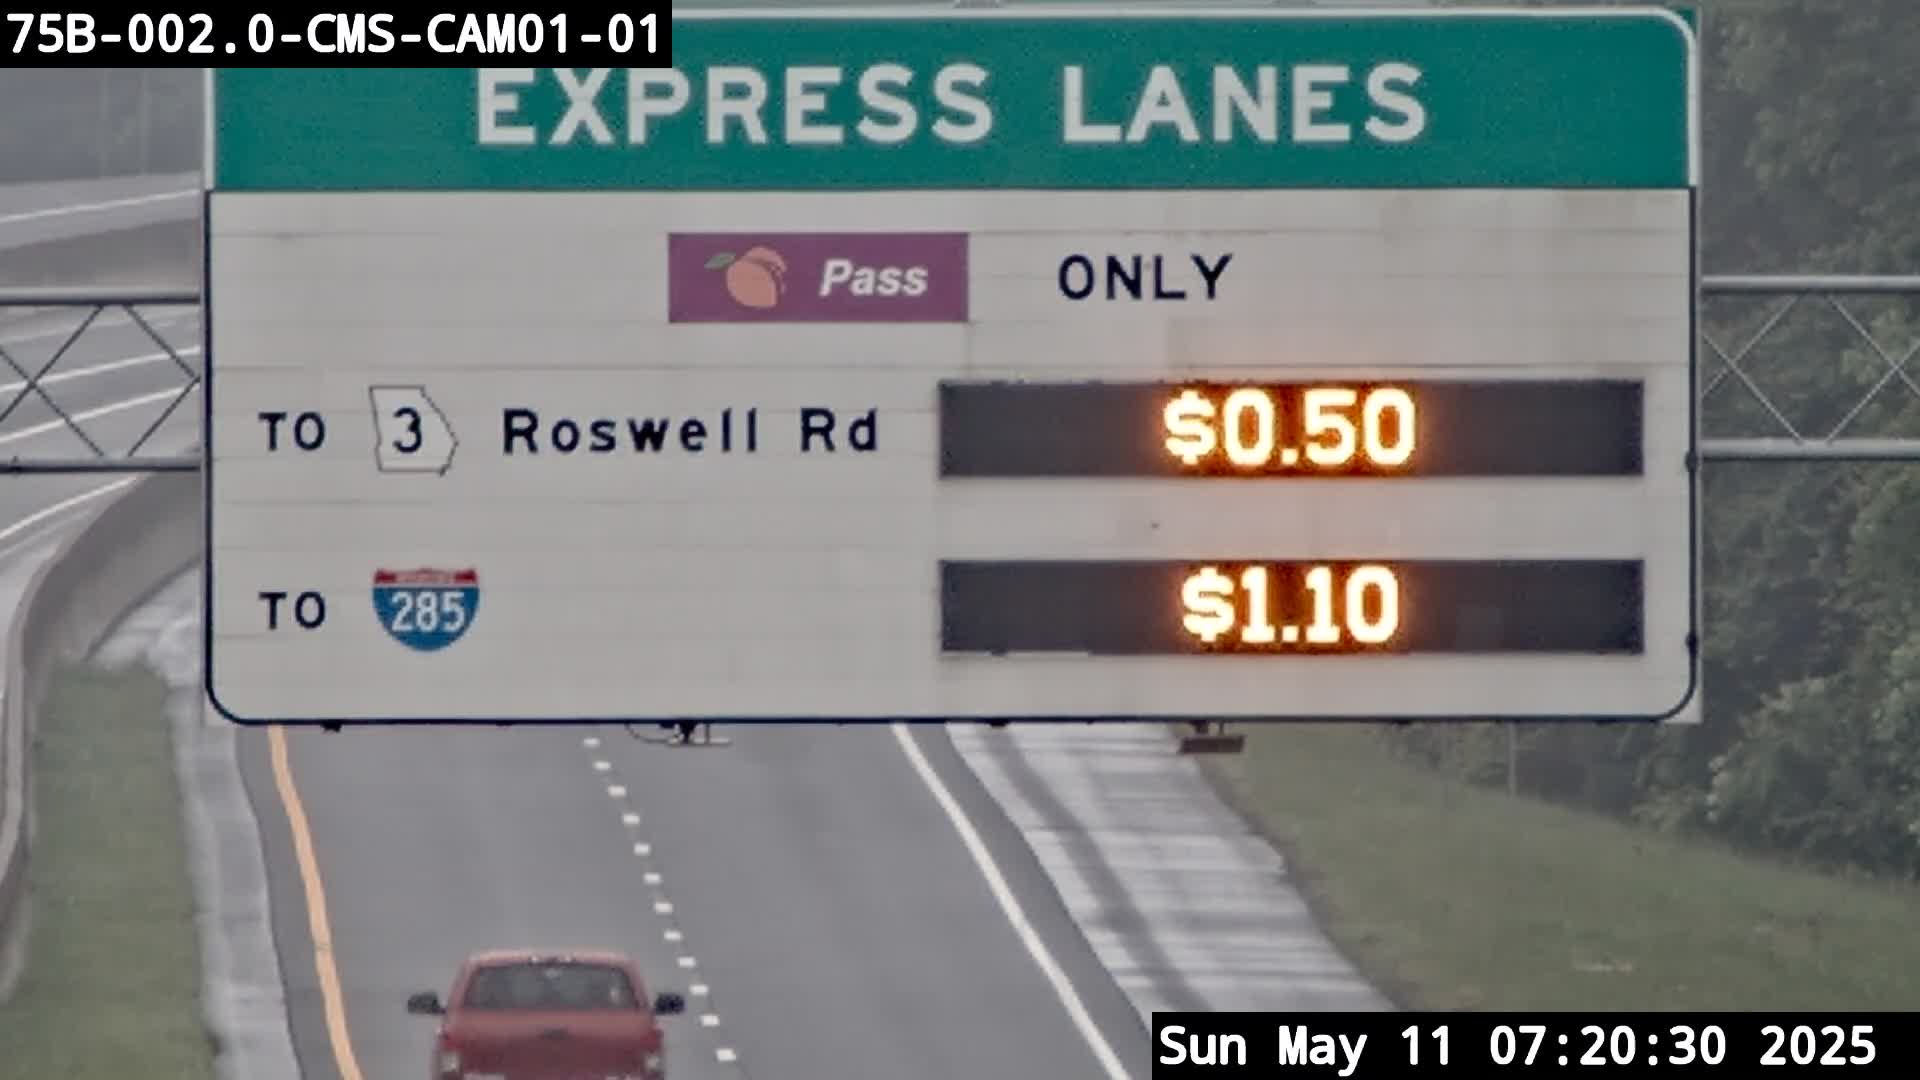 75B-002.0-CMS-CAM01-01
EXPRESS LANES
Pass ONLY
TO 3 Roswell Rd $0.50
TO 285 $1.10
Sun May 11 07:20:30 2025